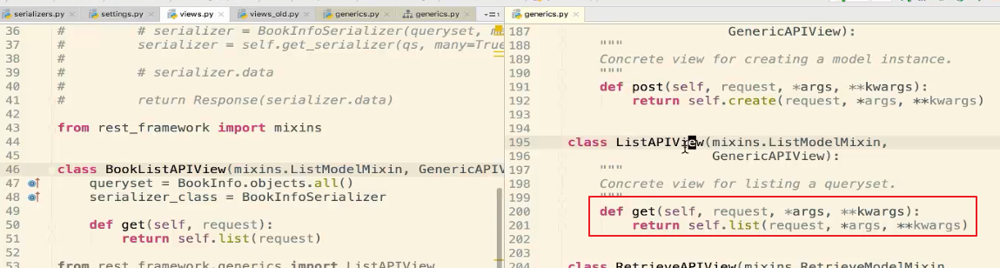 serializers.py
settings.py
views.py
views_old.py
generics.py
generics.py
generics.py
36 # # serializer = BookInfoSerializer(queryset,
37 # serializer = self.get_serializer(qs, many=True
38 #
39 # # serializer.data
40 #
41 # return Response(serializer.data)
42
43 from rest_framework import mixins
44
45
46 class BookListAPIView(mixins.ListModelMixin, GenericAPIV
47 queryset = BookInfo.objects.all()
48 serializer_class = BookInfoSerializer
49
50 def get(self, request):
51 return self.list(request)
52
53 from rest_framework.generics import ListAPIView
187 GenericAPIView):
188 """
189 Concrete view for creating a model instance.
190 """
191 def post(self, request, *args, **kwargs):
192 return self.create(request, *args, **kwargs)
193
194
195 class ListAPIView(mixins.ListModelMixin,
196 GenericAPIView):
197 """
198 Concrete view for listing a queryset.
199 """
200 def get(self, request, *args, **kwargs):
201 return self.list(request, *args, **kwargs)
202
203
204 class RetrieveAPIView(mixins.RetrieveModelMixin